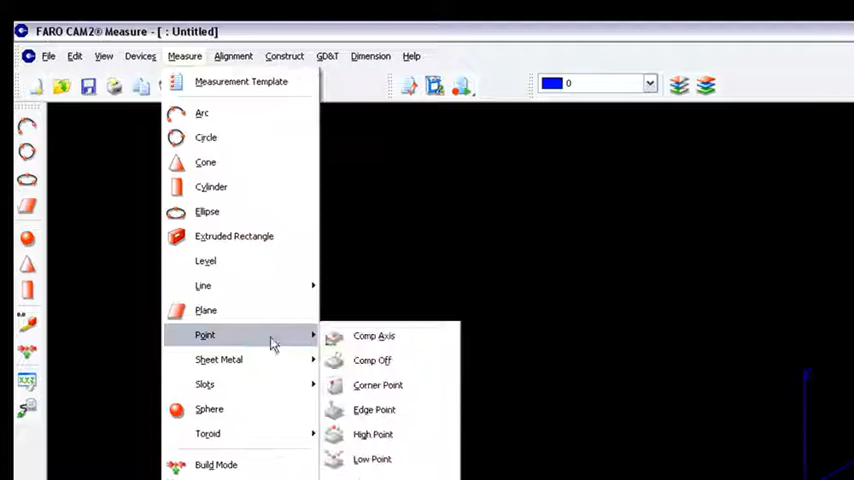 FARO CAM2® Measure - [ : Untitled]
File Edit View Devices Measure Alignment Construct GD&T Dimension Help
0
Measurement Template
Arc
Circle
Cone
Cylinder
Ellipse
Extruded Rectangle
Level
Line
Plane
Point
Sheet Metal
Slots
Sphere
Toroid
Build Mode
Comp Axis
Comp Off
Corner Point
Edge Point
High Point
Low Point